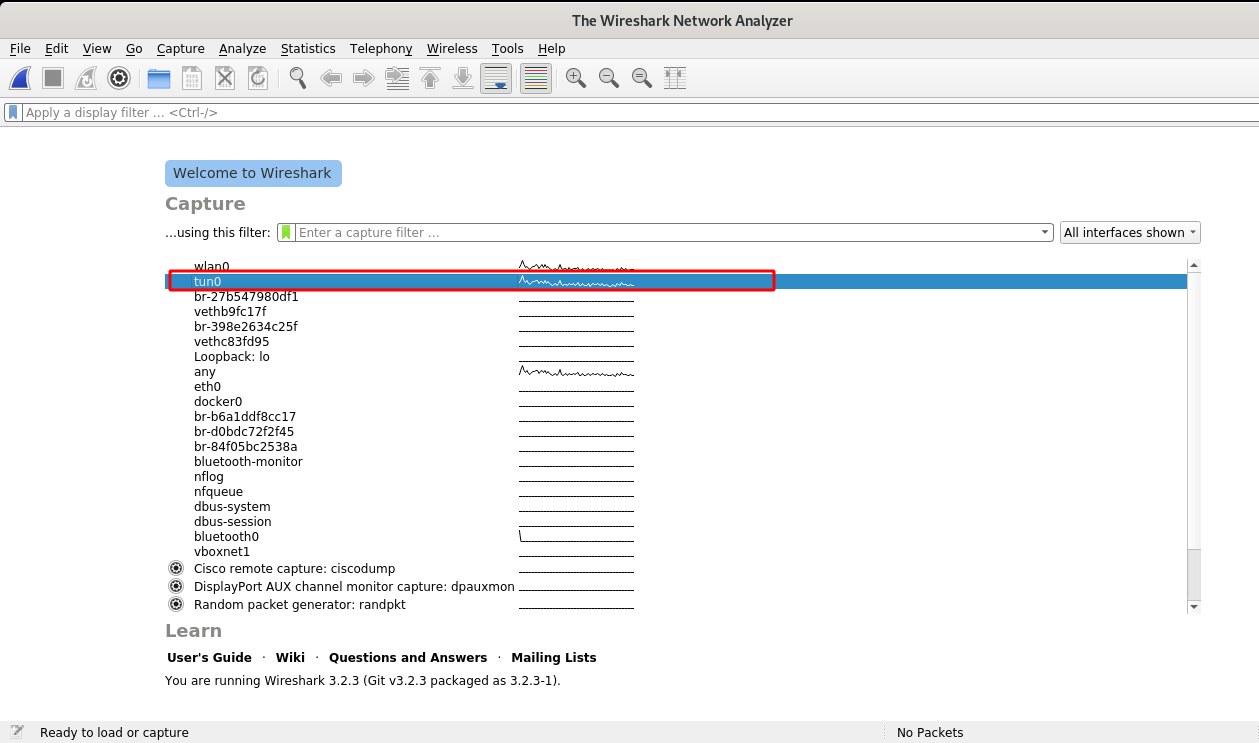 The Wireshark Network Analyzer
File Edit View Go Capture Analyze Statistics Telephony Wireless Tools Help
Apply a display filter ... <Ctrl-/>
Welcome to Wireshark
Capture
...using this filter: Enter a capture filter ... All interfaces shown
wlan0
tun0
br-27b547980df1
vethb9fc17f
br-398e2634c25f
vethc83fd95
Loopback: lo
any
eth0
docker0
br-b6a1ddf8cc17
br-d0bdc72f2f45
br-84f05bc2538a
bluetooth-monitor
nflog
nfqueue
dbus-system
dbus-session
bluetooth0
vboxnet1
Cisco remote capture: ciscodump
DisplayPort AUX channel monitor capture: dpauxmon
Random packet generator: randpkt
Learn
User's Guide · Wiki · Questions and Answers · Mailing Lists
You are running Wireshark 3.2.3 (Git v3.2.3 packaged as 3.2.3-1).
Ready to load or capture No Packets